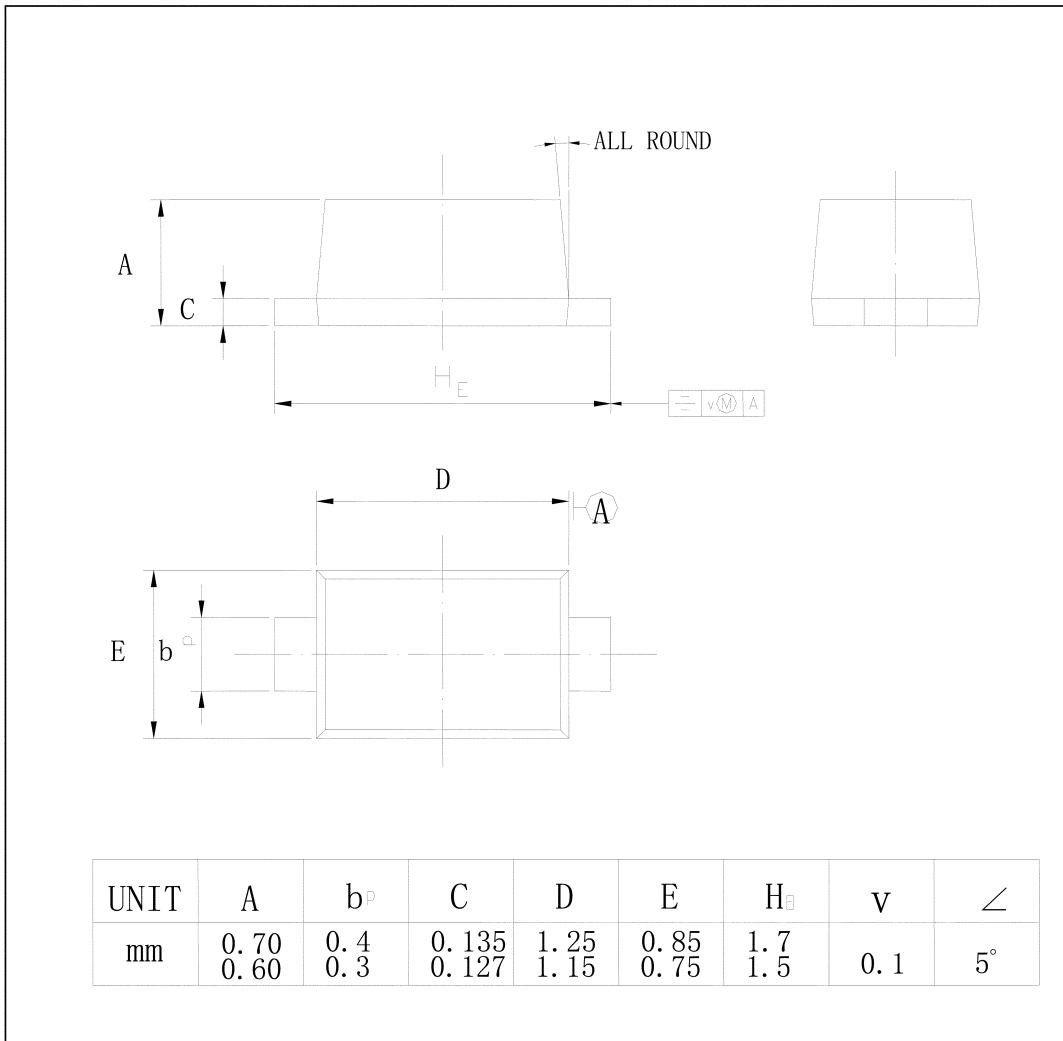 ALL ROUND
A
C
H E
v Ⓜ A
D
A
E b p
UNIT A bp C D E HE v ∠
mm 0.70 0.4 0.135 1.25 0.85 1.7
0.60 0.3 0.127 1.15 0.75 1.5 0.1 5°